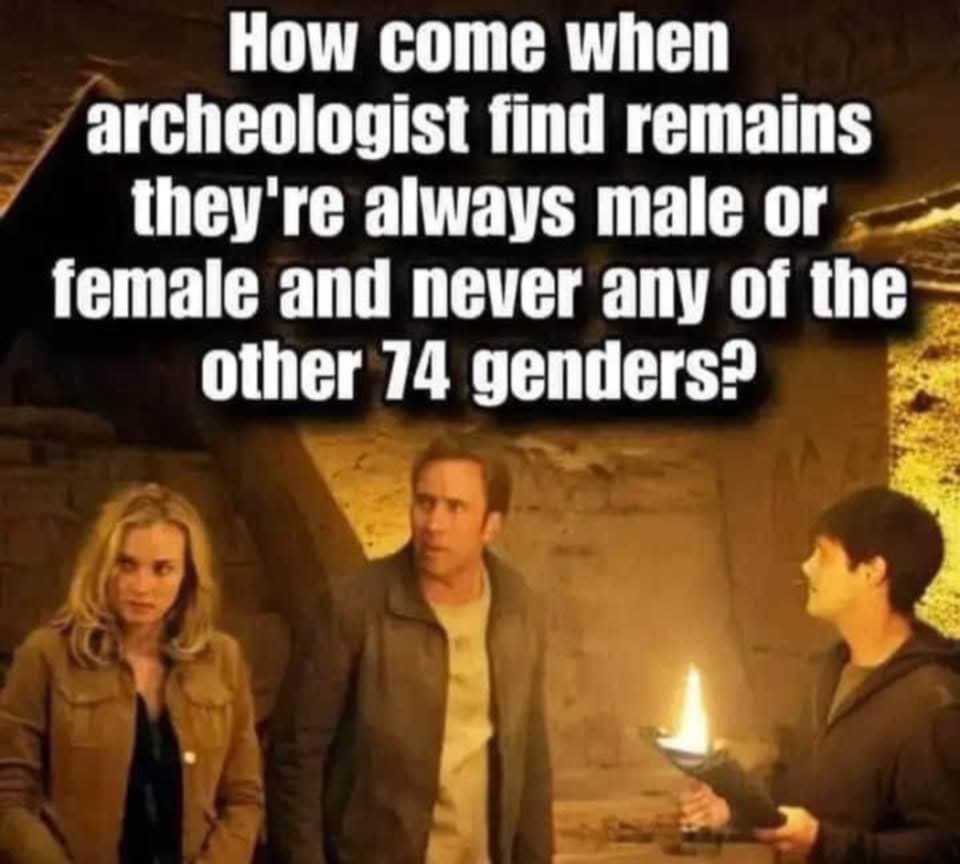 How come when
archeologist find remains
they're always male or
female and never any of the
other 74 genders?